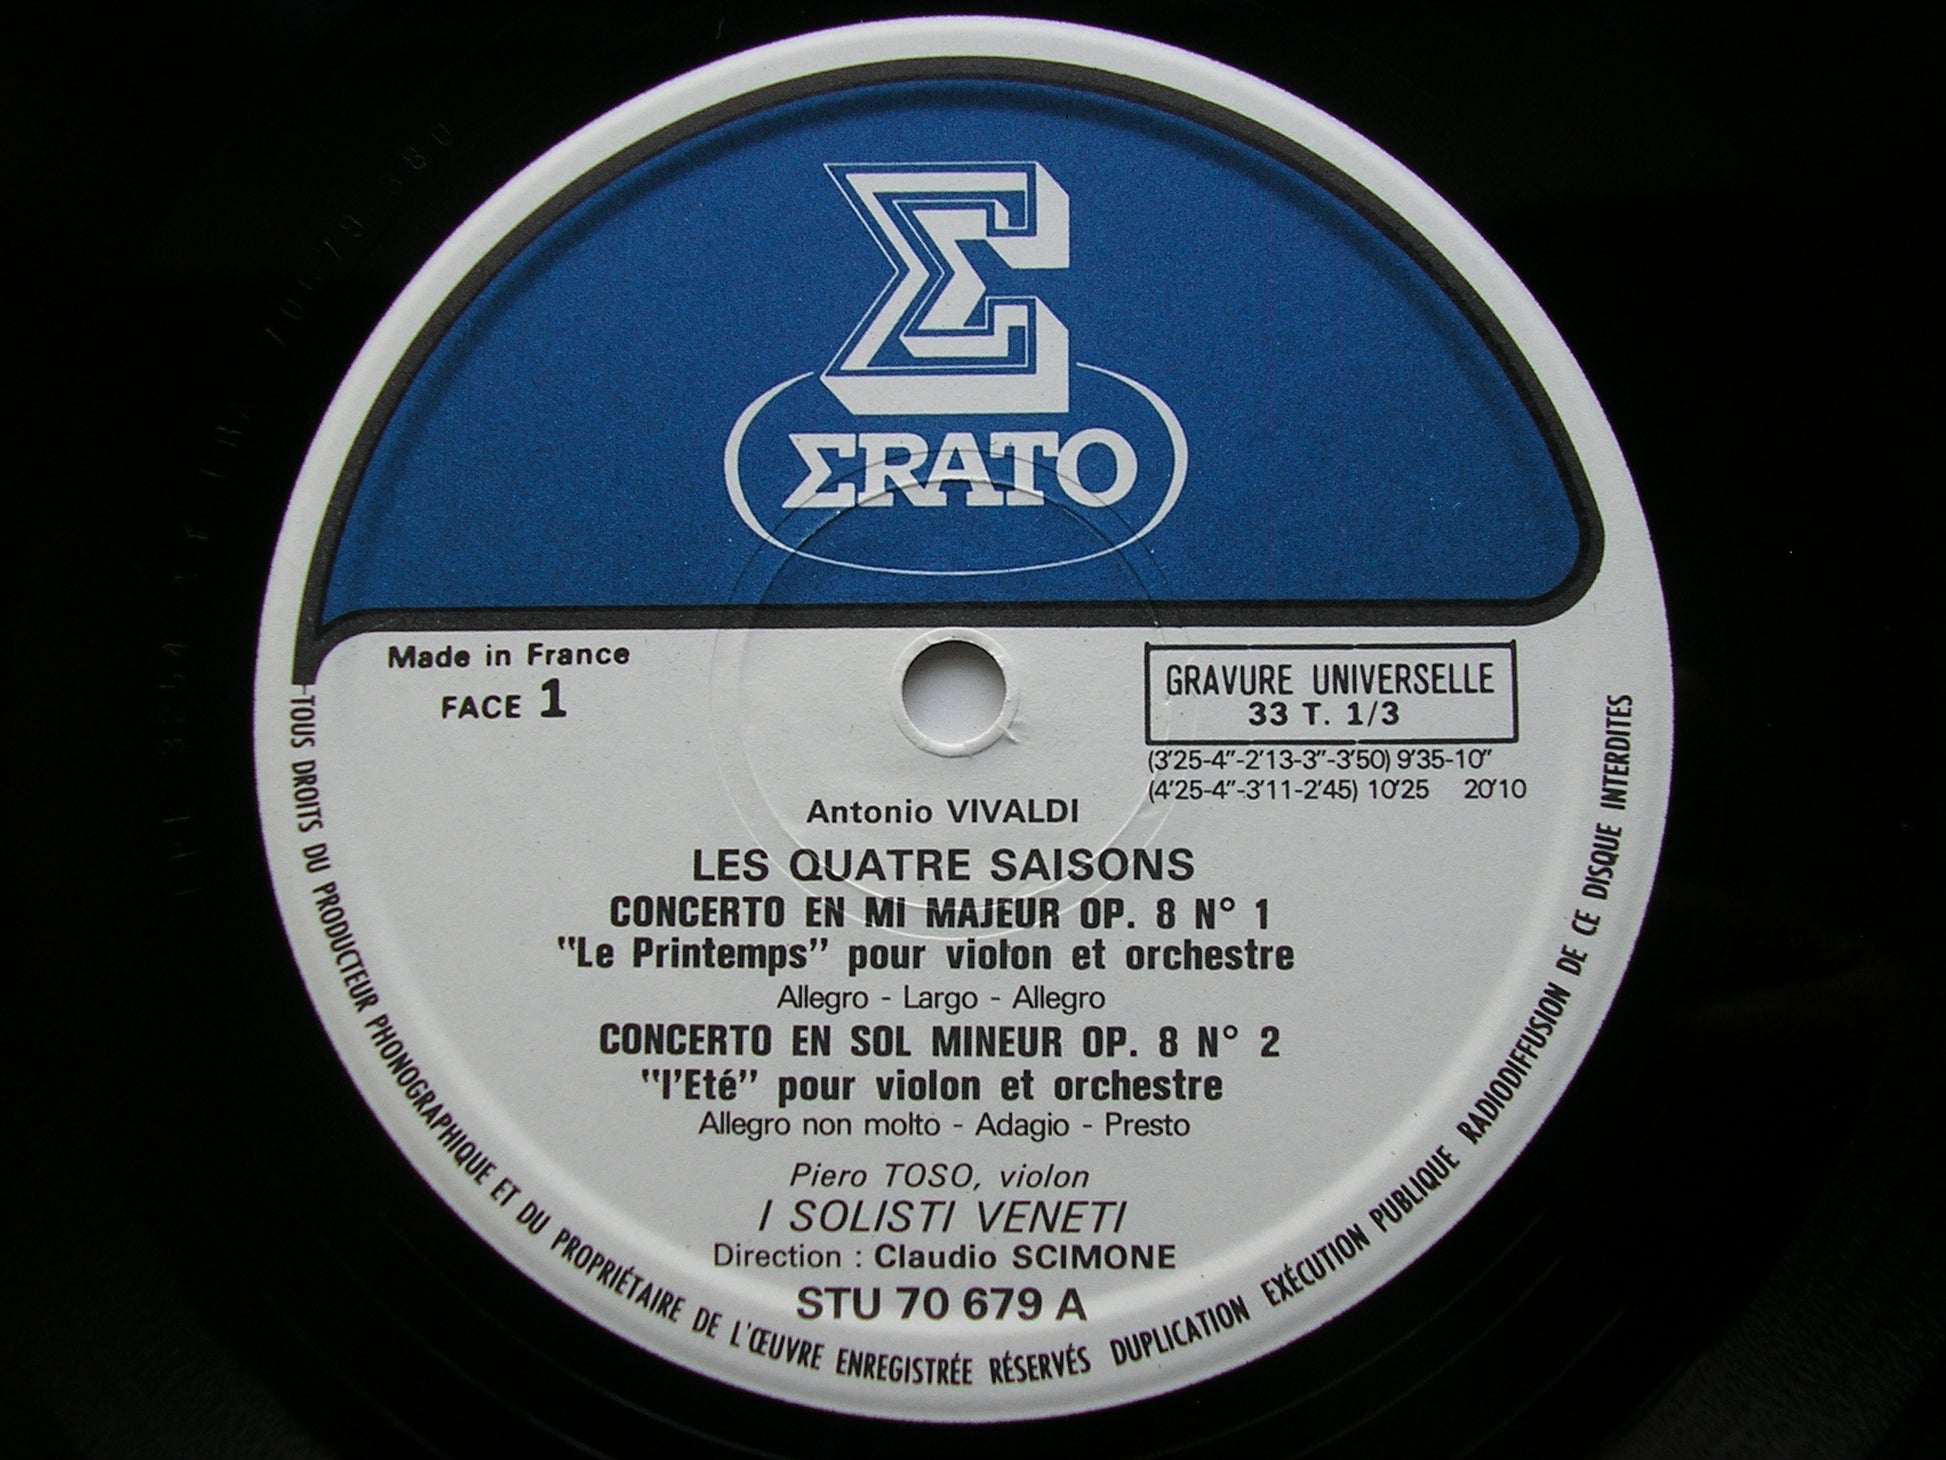 Σ
ΣRATO
Made in France
FACE 1
GRAVURE UNIVERSELLE
33 T. 1/3
(3'25-4"-2'13-3"-3'50) 9'35-10"
(4'25-4"-3'11-2'45) 10'25 20'10
Antonio VIVALDI
LES QUATRE SAISONS
CONCERTO EN MI MAJEUR OP. 8 N° 1
"Le Printemps" pour violon et orchestre
Allegro - Largo - Allegro
CONCERTO EN SOL MINEUR OP. 8 N° 2
"l'Eté" pour violon et orchestre
Allegro non molto - Adagio - Presto
Piero TOSO, violon
I SOLISTI VENETI
Direction : Claudio SCIMONE
STU 70 679 A
TOUS DROITS DU PRODUCTEUR PHONOGRAPHIQUE ET DU PROPRIÉTAIRE DE L'ŒUVRE ENREGISTRÉE RÉSERVÉS DUPLICATION EXÉCUTION PUBLIQUE RADIODIFFUSION DE CE DISQUE INTERDITES